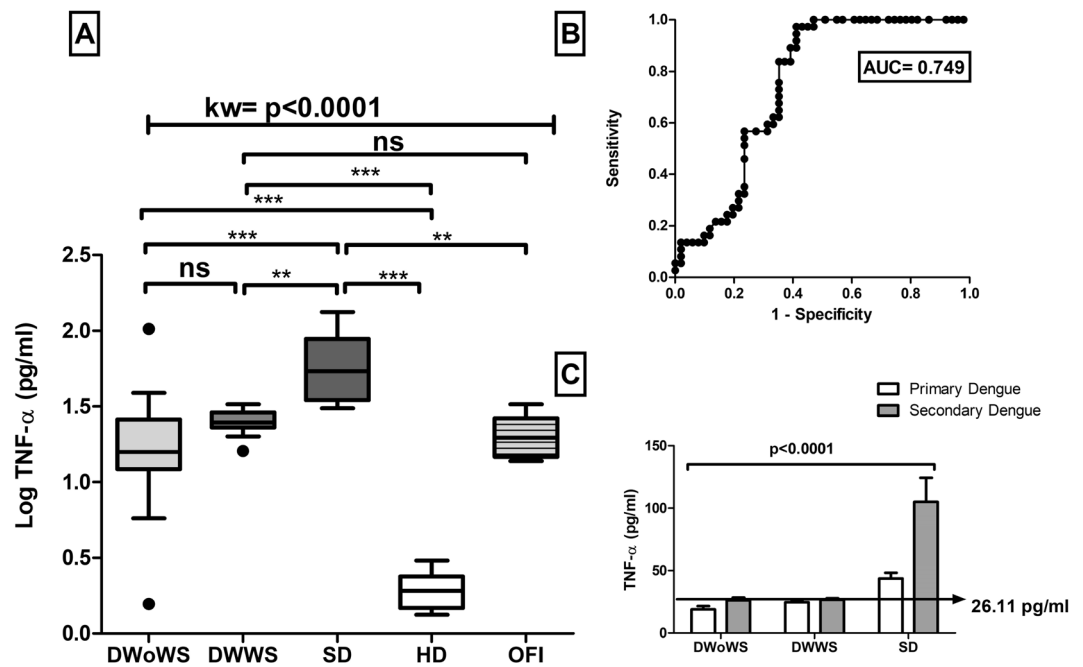 A
kw= p<0.0001
ns
***
***
*** **
ns ** ***
Log TNF-α (pg/ml)
2.5
2.0
1.5
1.0
0.5
0.0
DWoWS DWWS SD HD OFI
B
AUC= 0.749
Sensitivity
1.0
0.8
0.6
0.4
0.2
0.0
0.0 0.2 0.4 0.6 0.8 1.0
1 - Specificity
C
Primary Dengue
Secondary Dengue
p<0.0001
TNF-α (pg/ml)
150
100
50
0
26.11 pg/ml
DWoWS DWWS SD